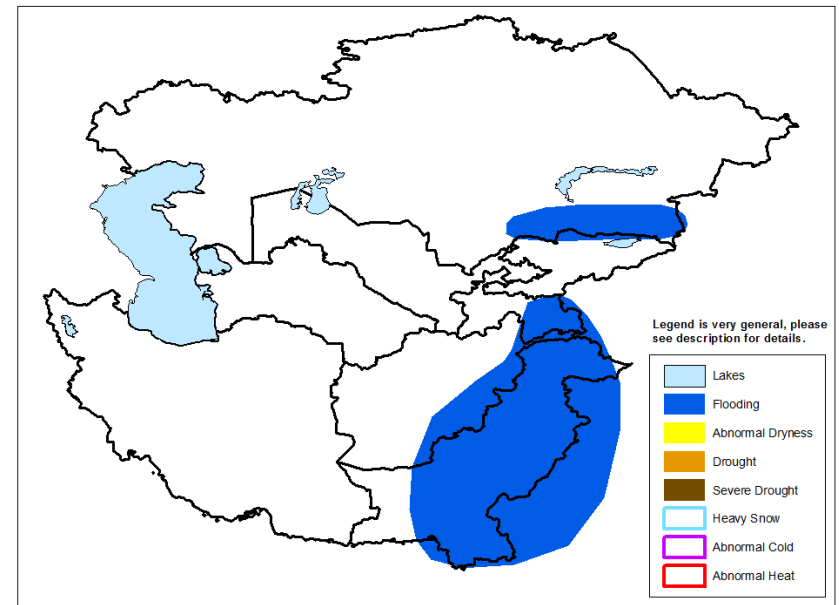 Legend is very general, please
see description for details.
Lakes
Flooding
Abnormal Dryness
Drought
Severe Drought
Heavy Snow
Abnormal Cold
Abnormal Heat